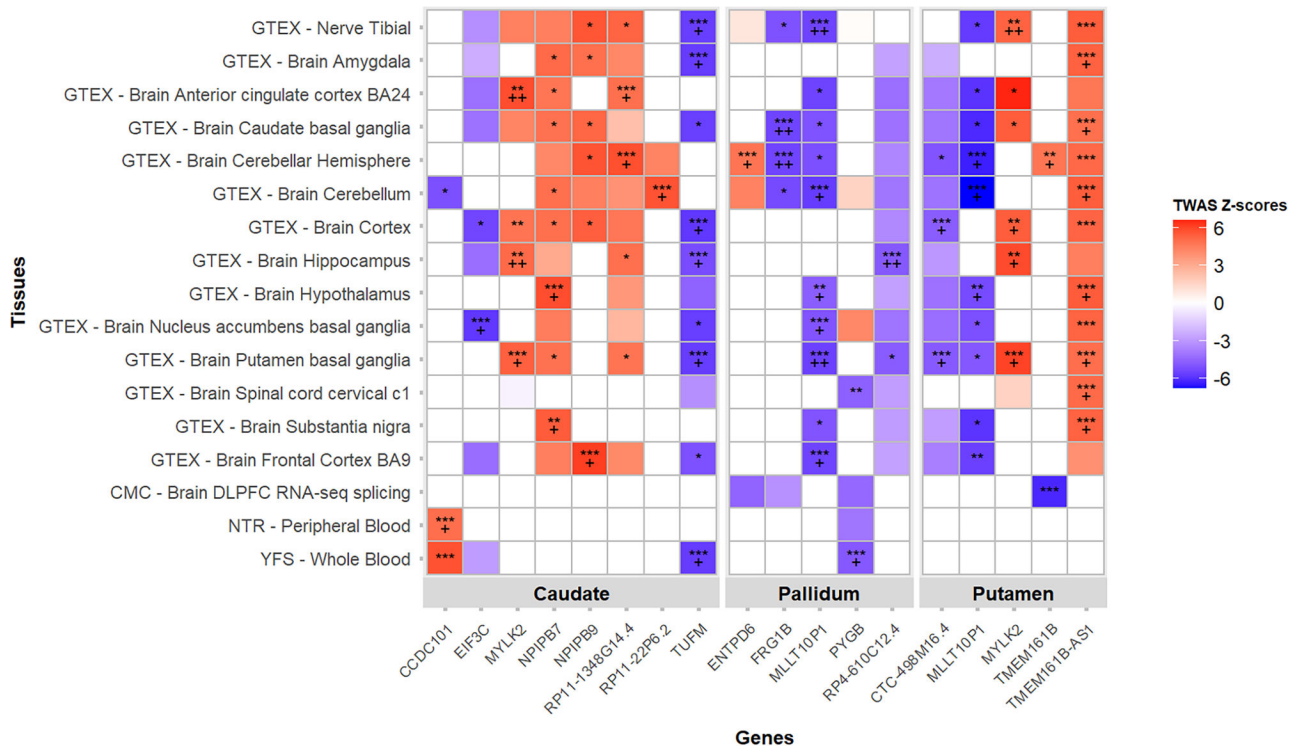 GTEX - Nerve Tibial * * *** + * *** ++ * ** ++ ***
GTEX - Brain Amygdala * * *** + *** +
GTEX - Brain Anterior cingulate cortex BA24 ** ++ * *** + * * *
GTEX - Brain Caudate basal ganglia * * * *** ++ * * * *** +
GTEX - Brain Cerebellar Hemisphere * *** + *** + *** ++ * * *** + ** + ***
GTEX - Brain Cerebellum * * *** + * *** + *** + *** +
GTEX - Brain Cortex * ** * * *** + *** + ** + ***
GTEX - Brain Hippocampus ** ++ * *** + *** ++ ** +
GTEX - Brain Hypothalamus *** + ** + ** + *** +
GTEX - Brain Nucleus accumbens basal ganglia *** + * *** + * ***
GTEX - Brain Putamen basal ganglia *** + * * *** + *** ++ * *** + * *** + *** +
GTEX - Brain Spinal cord cervical c1 ** *** +
GTEX - Brain Substantia nigra ** + * * *** +
GTEX - Brain Frontal Cortex BA9 *** + * *** + **
CMC - Brain DLPFC RNA-seq splicing ***
NTR - Peripheral Blood *** +
YFS - Whole Blood *** *** + *** +
Tissues
Caudate Pallidum Putamen
CCDC101
EIF3C
MYLK2
NPIPB7
NPIPB9
RP11-1348G14.4
RP11-22P6.2
TUFM
ENTPD6
FRG1B
MLLT10P1
PYGB
RP4-610C12.4
CTC-498M16.4
MLLT10P1
MYLK2
TMEM161B
TMEM161B-AS1
Genes
TWAS Z-scores
6
3
0
-3
-6